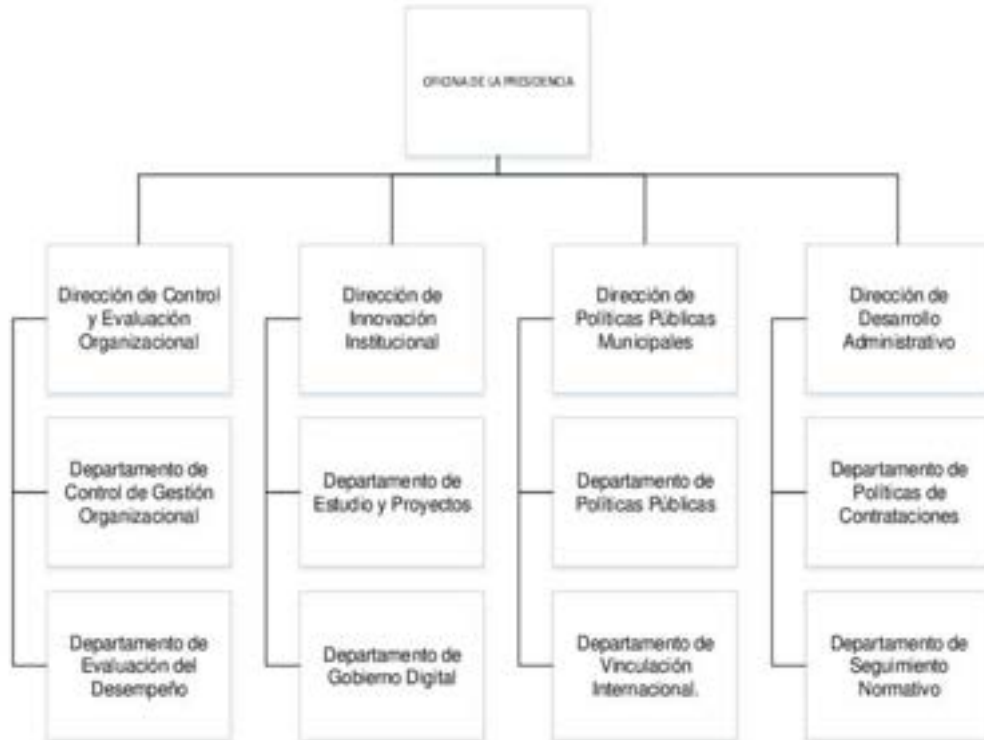 OFICINA DE LA PRESIDENCIA
Dirección de Control
y Evaluación
Organizacional
Dirección de
Innovación
Institucional
Dirección de
Políticas Públicas
Municipales
Dirección de
Desarrollo
Administrativo
Departamento de
Control de Gestión
Organizacional
Departamento de
Estudio y Proyectos
Departamento de
Políticas Públicas
Departamento de
Políticas de
Contrataciones
Departamento de
Evaluación del
Desempeño
Departamento de
Gobierno Digital
Departamento de
Vinculación
Internacional.
Departamento de
Seguimiento
Normativo